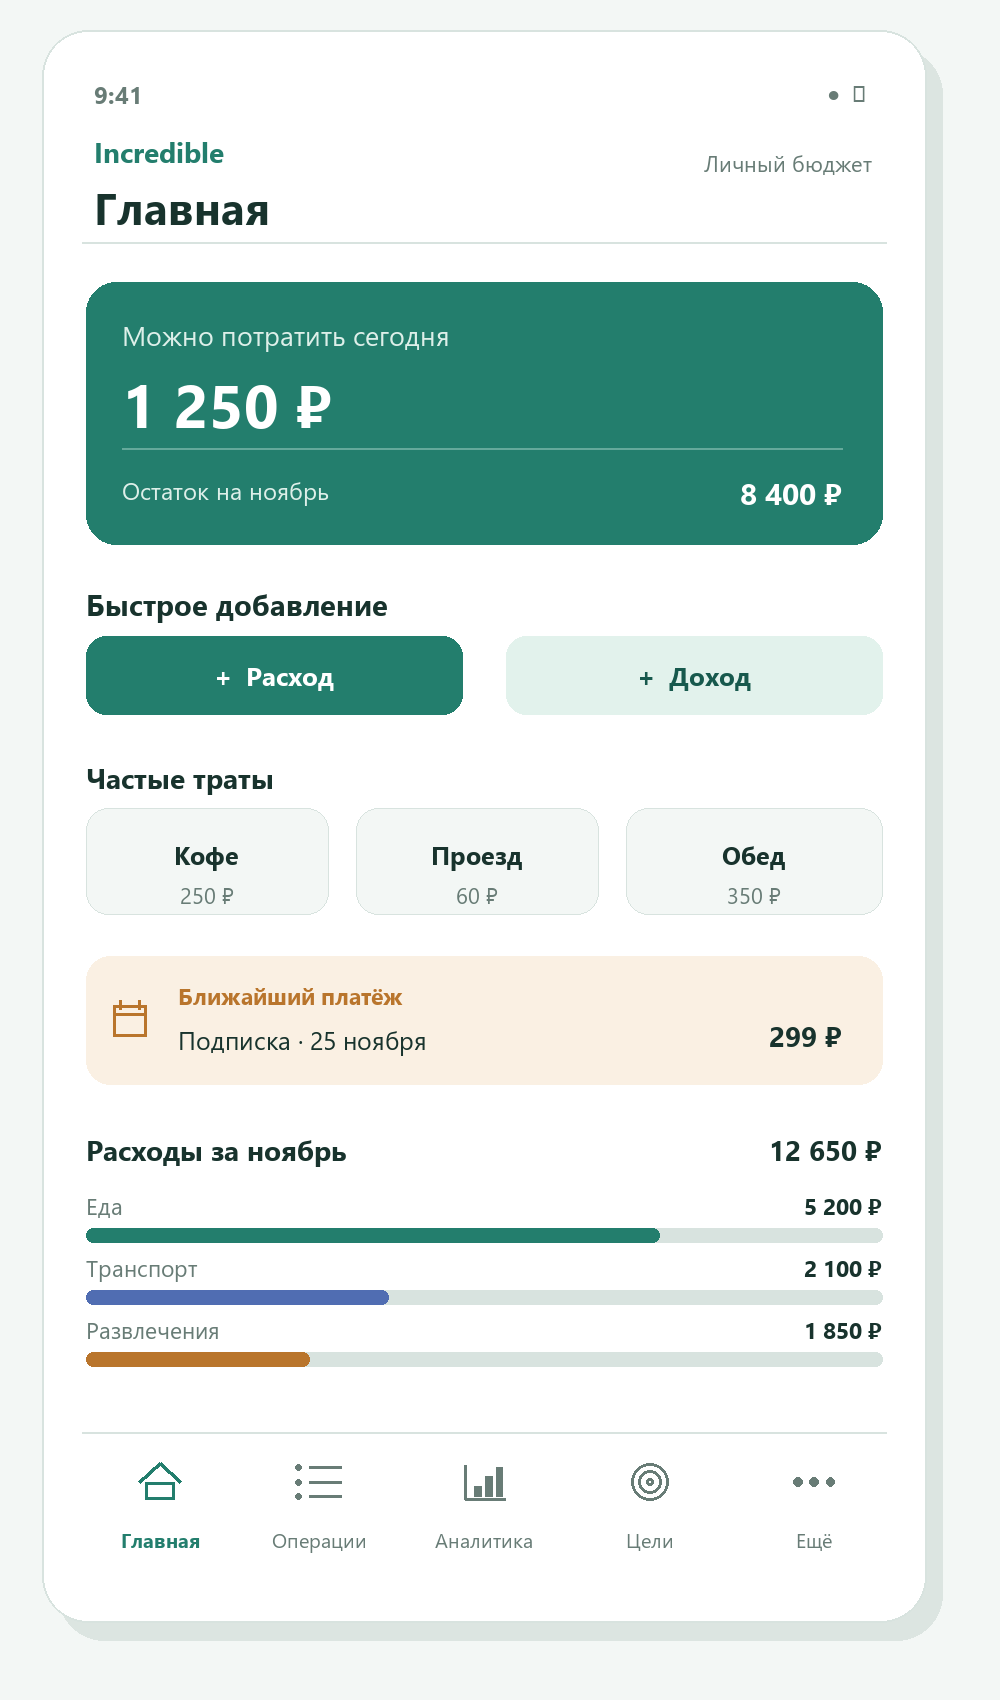 9:41
Incredible
Личный бюджет
Главная
Можно потратить сегодня
1 250 ₽
Остаток на ноябрь 8 400 ₽
Быстрое добавление
+ Расход + Доход
Частые траты
Кофе Проезд Обед
250 ₽ 60 ₽ 350 ₽
Ближайший платёж
Подписка · 25 ноября 299 ₽
Расходы за ноябрь 12 650 ₽
Еда 5 200 ₽
Транспорт 2 100 ₽
Развлечения 1 850 ₽
Главная Операции Аналитика Цели Ещё